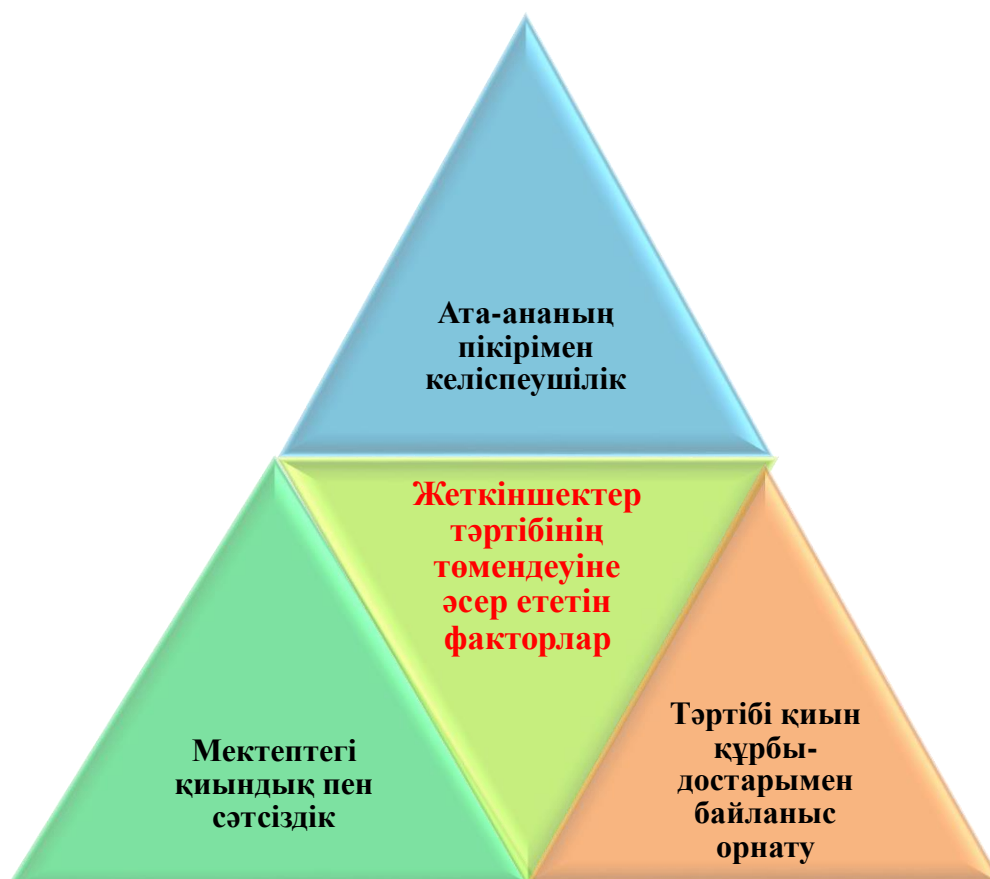 Ата-ананың
пікірімен
келіспеушілік
Жеткіншектер
тәртібінің
төмендеуіне
әсер ететін
факторлар
Мектептегі
қиындық пен
сәтсіздік
Тәртібі қиын
құрбы-
достарымен
байланыс
орнату